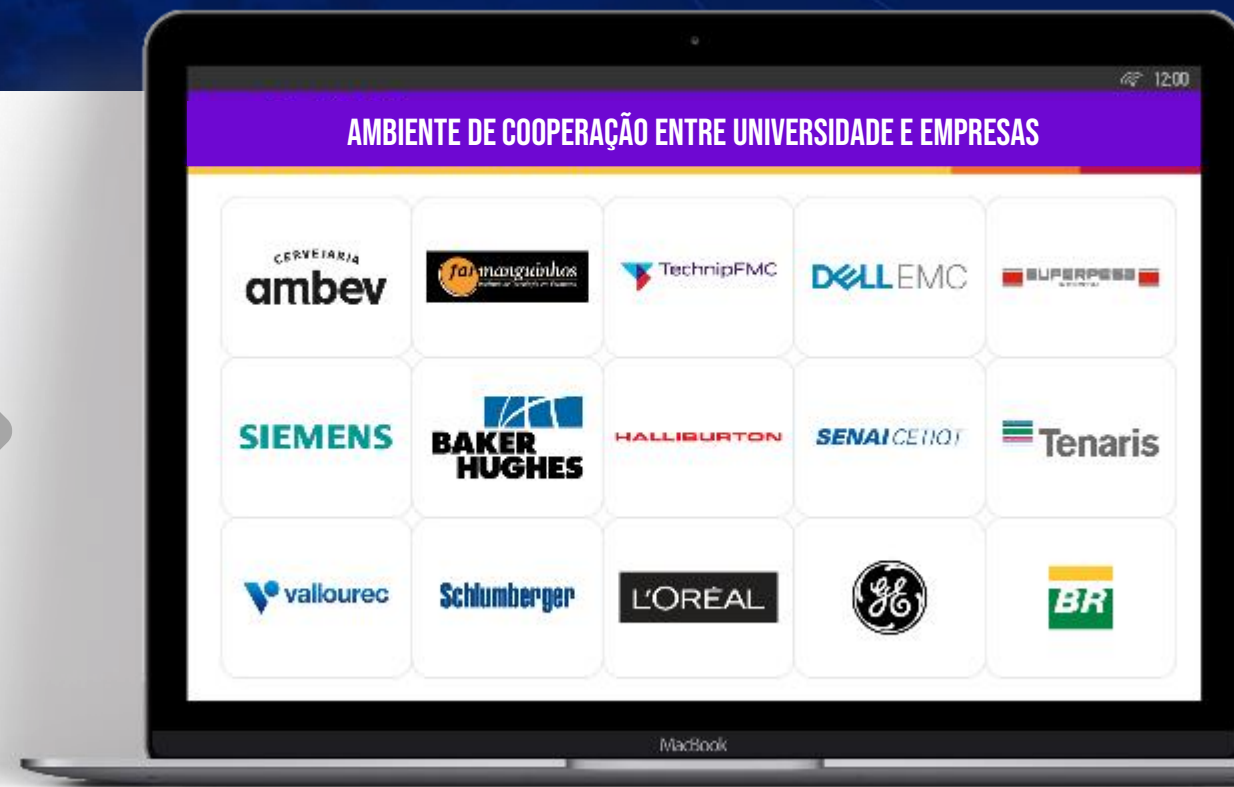 12:00
AMBIENTE DE COOPERAÇÃO ENTRE UNIVERSIDADE E EMPRESAS
CERVEJARIA
ambev
farmanguinhos
TechnipFMC
DELL EMC
SUPERPESA
SIEMENS
BAKER
HUGHES
HALLIBURTON
SENAI CETIQT
Tenaris
vallourec
Schlumberger
L'ORÉAL
GE
BR
MacBook